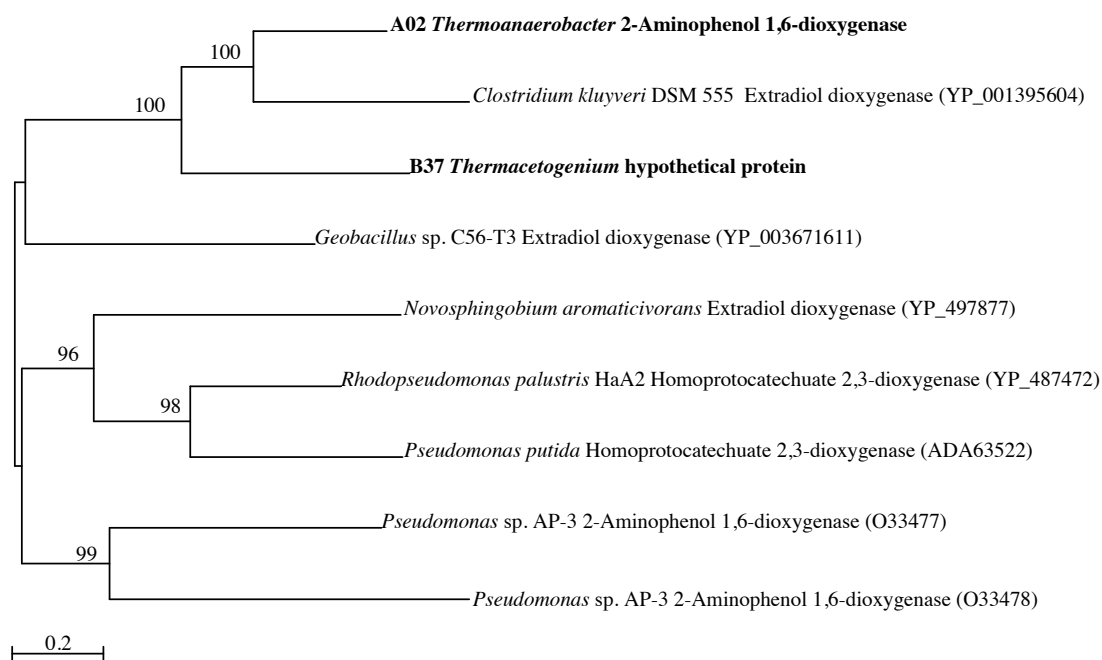 A02 Thermoanaerobacter 2-Aminophenol 1,6-dioxygenase
100
Clostridium kluyveri DSM 555 Extradiol dioxygenase (YP_001395604)
100
B37 Thermacetogenium hypothetical protein
Geobacillus sp. C56-T3 Extradiol dioxygenase (YP_003671611)
Novosphingobium aromaticivorans Extradiol dioxygenase (YP_497877)
96
Rhodopseudomonas palustris HaA2 Homoprotocatechuate 2,3-dioxygenase (YP_487472)
98
Pseudomonas putida Homoprotocatechuate 2,3-dioxygenase (ADA63522)
Pseudomonas sp. AP-3 2-Aminophenol 1,6-dioxygenase (O33477)
99
Pseudomonas sp. AP-3 2-Aminophenol 1,6-dioxygenase (O33478)
0.2